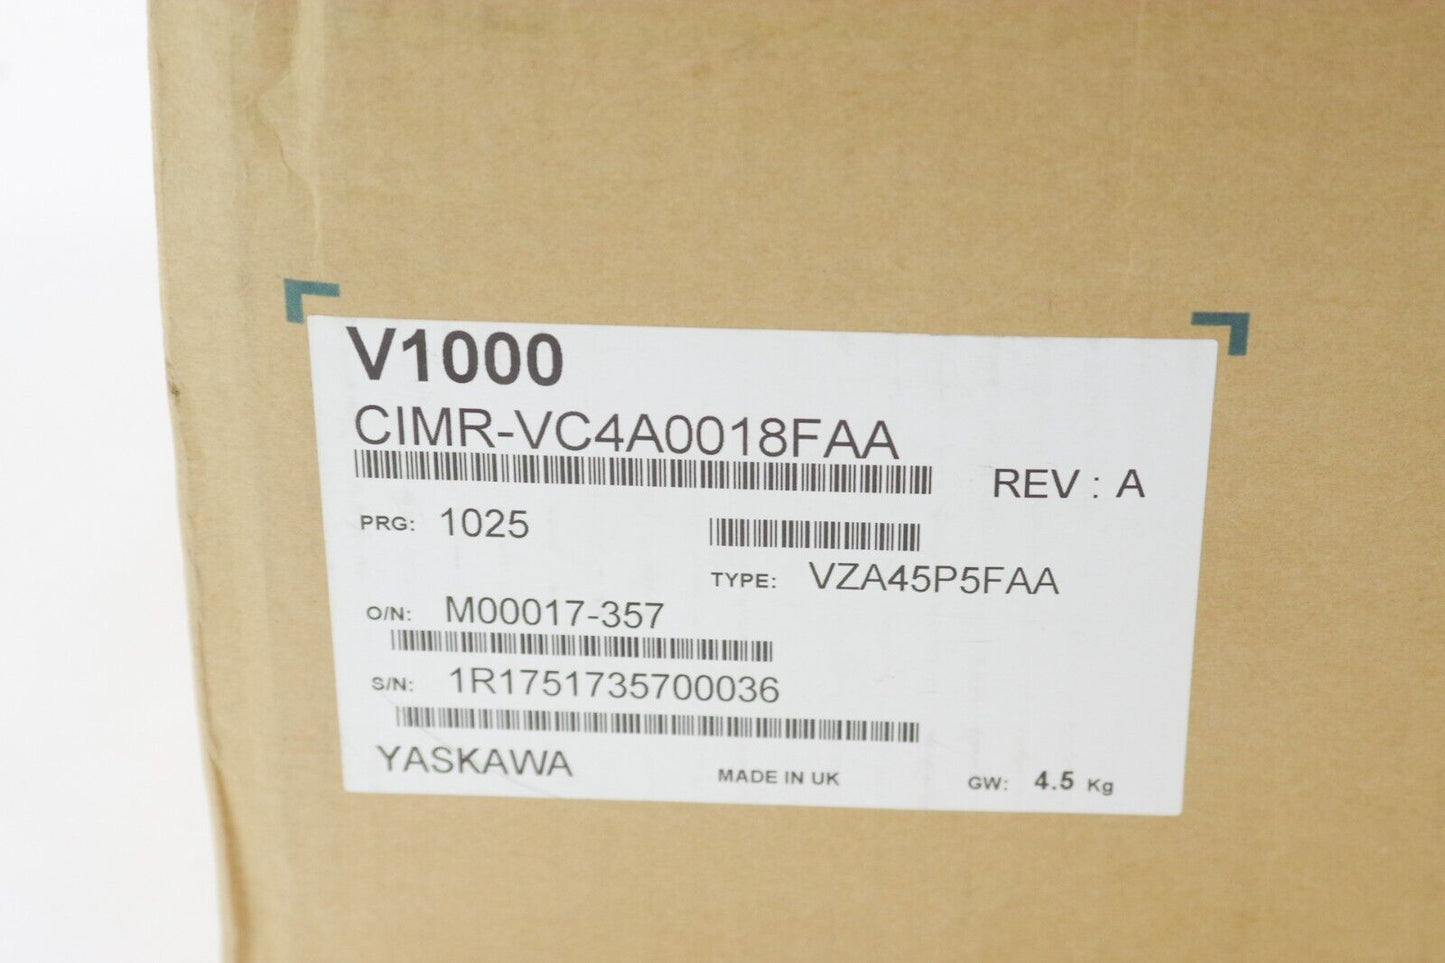 V1000
CIMR-VC4A0018FAA
REV : A
PRG: 1025
TYPE: VZA45P5FAA
O/N: M00017-357
S/N: 1R1751735700036
YASKAWA MADE IN UK GW: 4.5 Kg